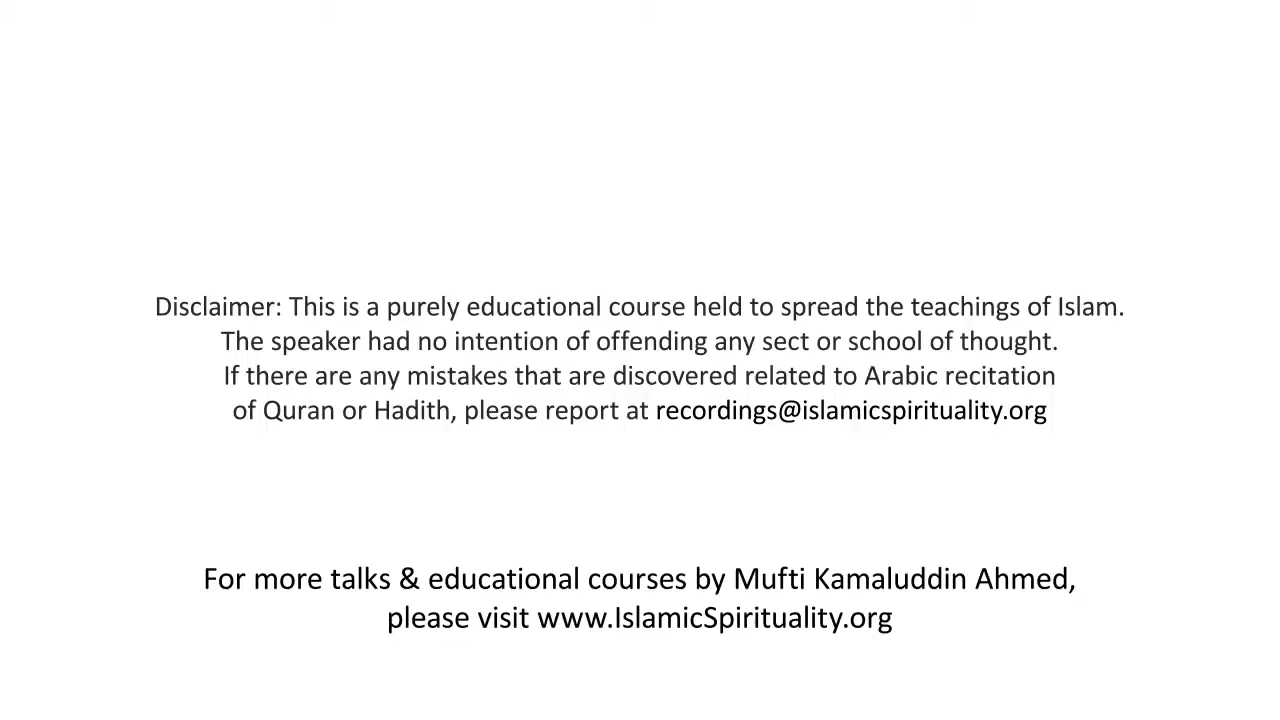 Disclaimer: This is a purely educational course held to spread the teachings of Islam.
The speaker had no intention of offending any sect or school of thought.
If there are any mistakes that are discovered related to Arabic recitation
of Quran or Hadith, please report at recordings@islamicspirituality.org
For more talks & educational courses by Mufti Kamaluddin Ahmed,
please visit www.IslamicSpirituality.org